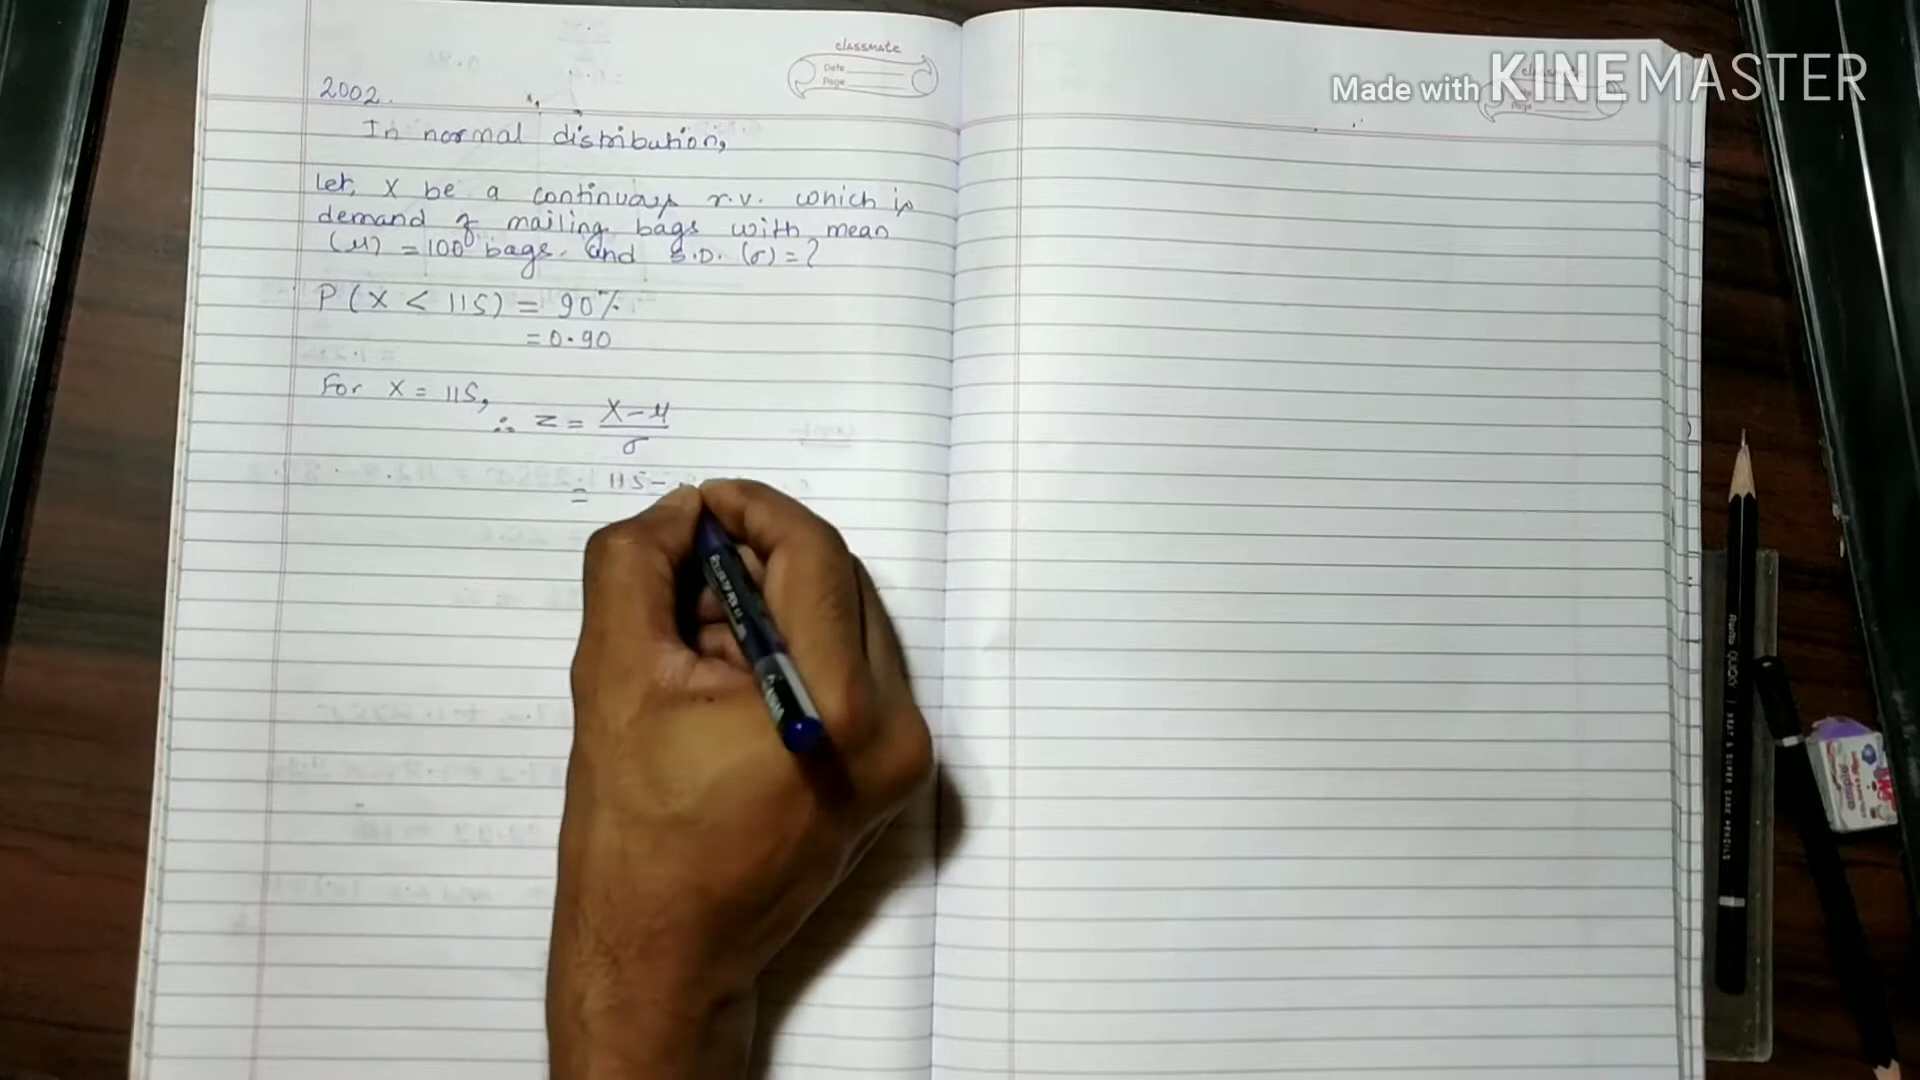 classmate
Date
Page
Made with KINEMASTER
2002.
In normal distribution,
Let, X be a continuous r.v. which is
demand of mailing bags with mean
(μ) = 100 bags. and S.D. (σ) = ?
P(X < 115) = 90%
= 0.90
For X = 115,
∴ z = X-μ
σ
= 115-